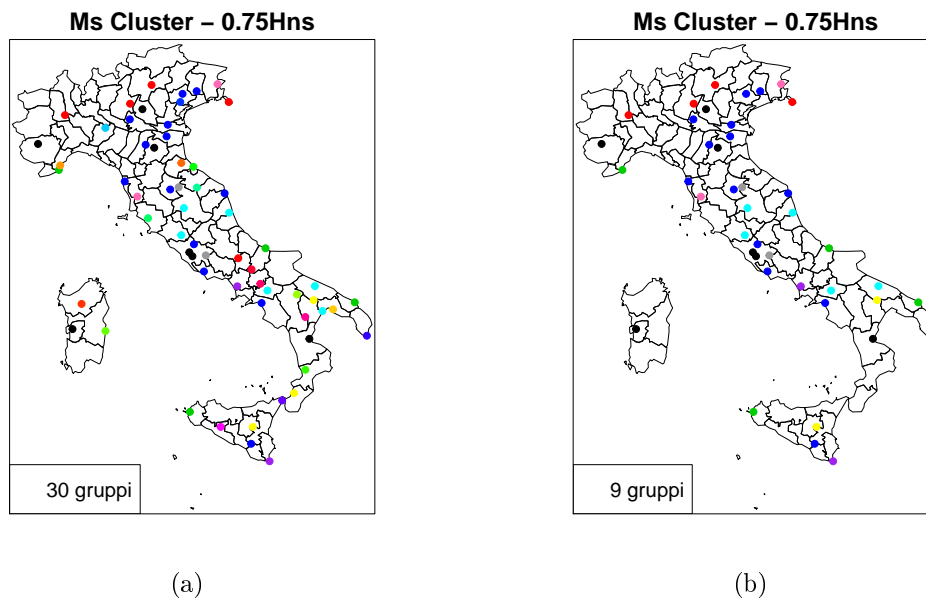 Ms Cluster – 0.75Hns
30 gruppi
(a)
Ms Cluster – 0.75Hns
9 gruppi
(b)